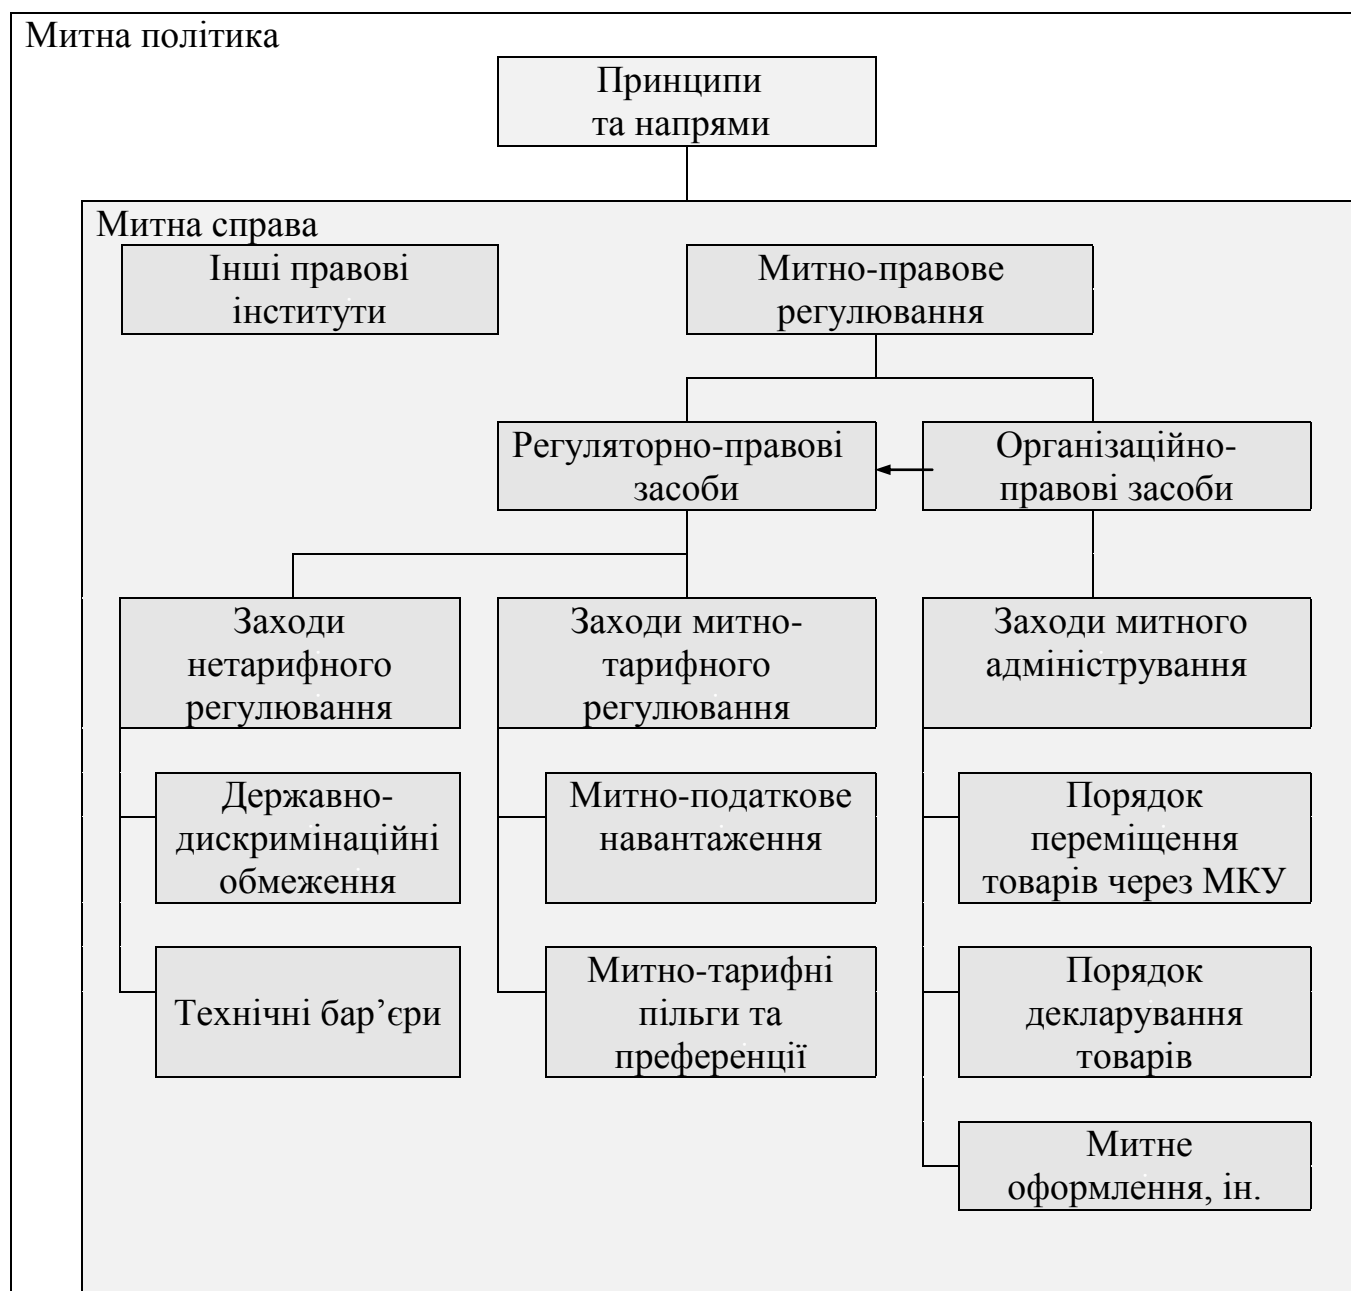 Митна політика
Принципи
та напрями
Митна справа
Інші правові
інститути
Митно-правове
регулювання
Регуляторно-правові
засоби
Організаційно-
правові засоби
Заходи
нетарифного
регулювання
Заходи митно-
тарифного
регулювання
Заходи митного
адміністрування
Державно-
дискримінаційні
обмеження
Митно-податкове
навантаження
Порядок
переміщення
товарів через МКУ
Технічні бар’єри
Митно-тарифні
пільги та
преференції
Порядок
декларування
товарів
Митне
оформлення, ін.